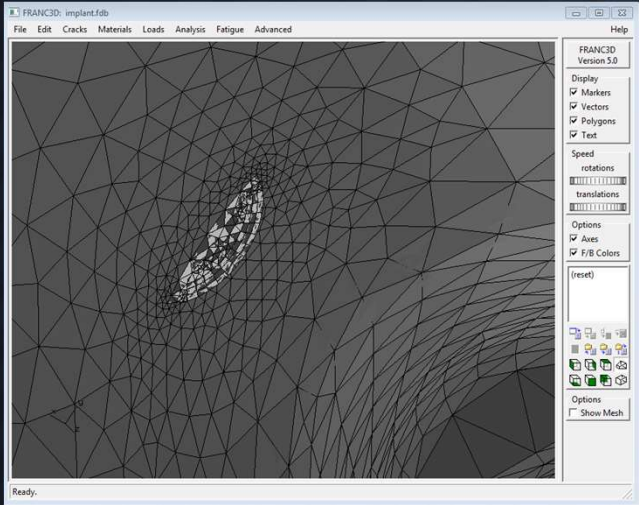 FRANC3D: implant.fdb
File Edit Cracks Materials Loads Analysis Fatigue Advanced Help
FRANC3D
Version 5.0
Display
Markers
Vectors
Polygons
Text
Speed
rotations
translations
Options
Axes
F/B Colors
(reset)
Options
Show Mesh
Ready.